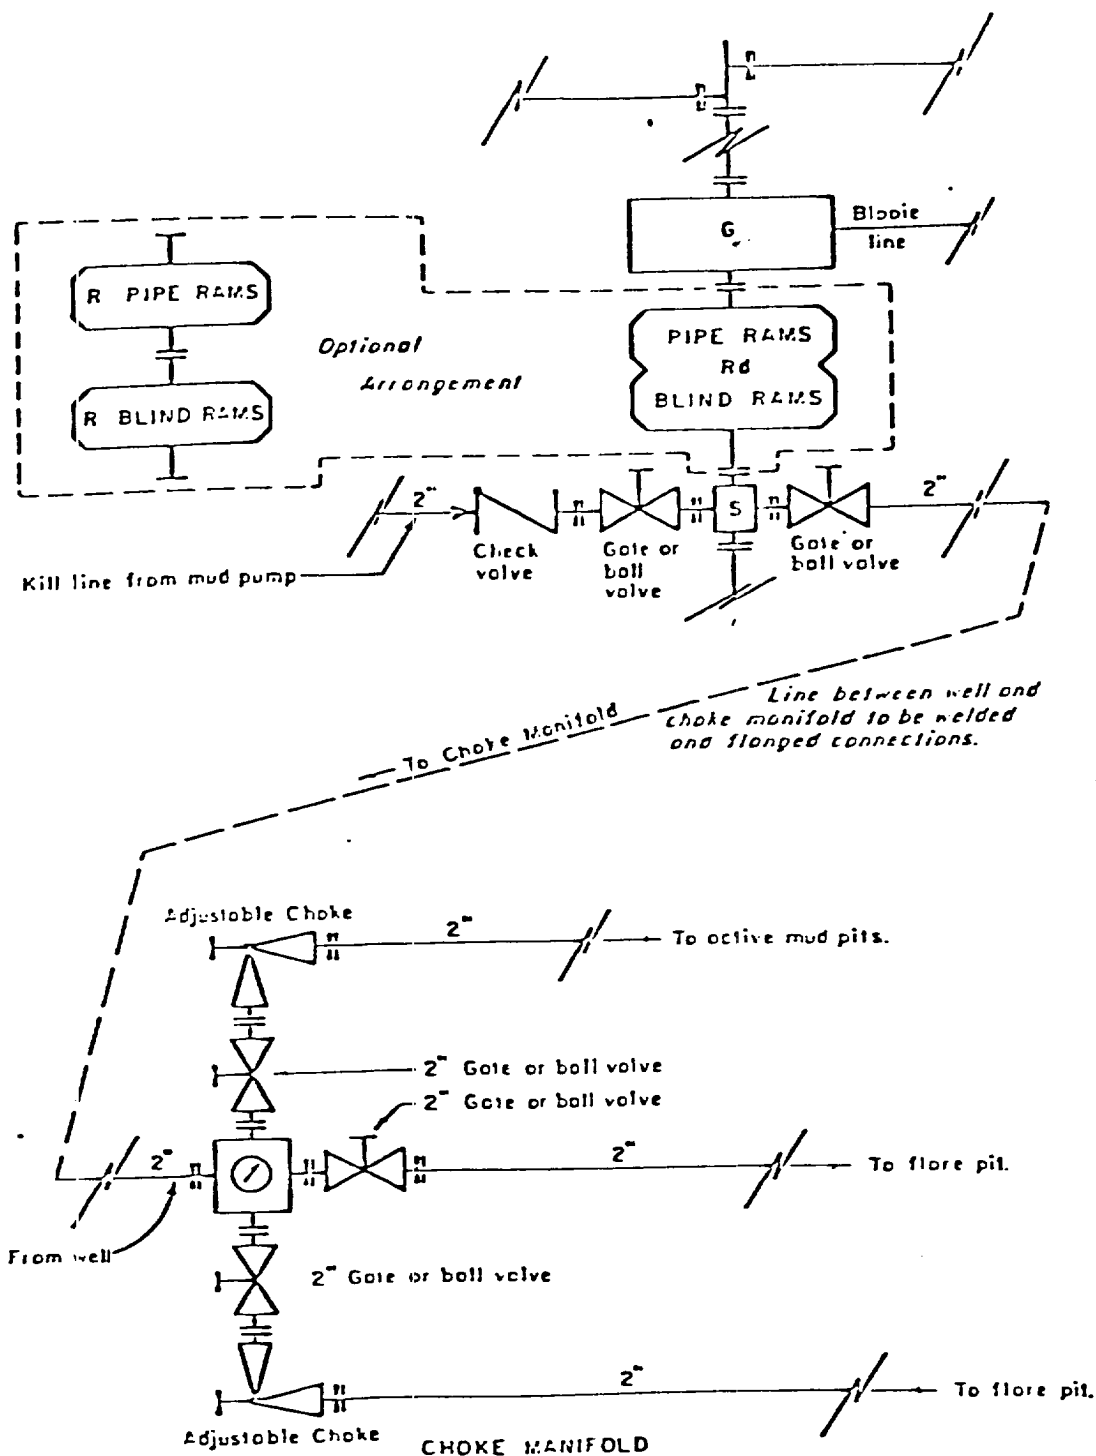 G
Blooie
line
R PIPE RAMS
R BLIND RAMS
Optional
Arrangement
PIPE RAMS
Rd
BLIND RAMS
2"
S
2"
Check
valve
Gate or
ball
valve
Gate or
ball valve
Kill line from mud pump
Line between well and
choke manifold to be welded
and flanged connections.
To Choke Manifold
Adjustable Choke
2"
To active mud pits.
2" Gate or ball valve
2" Gate or ball valve
2"
2"
To flare pit.
From well
2" Gate or ball valve
2"
To flare pit.
Adjustable Choke
CHOKE MANIFOLD